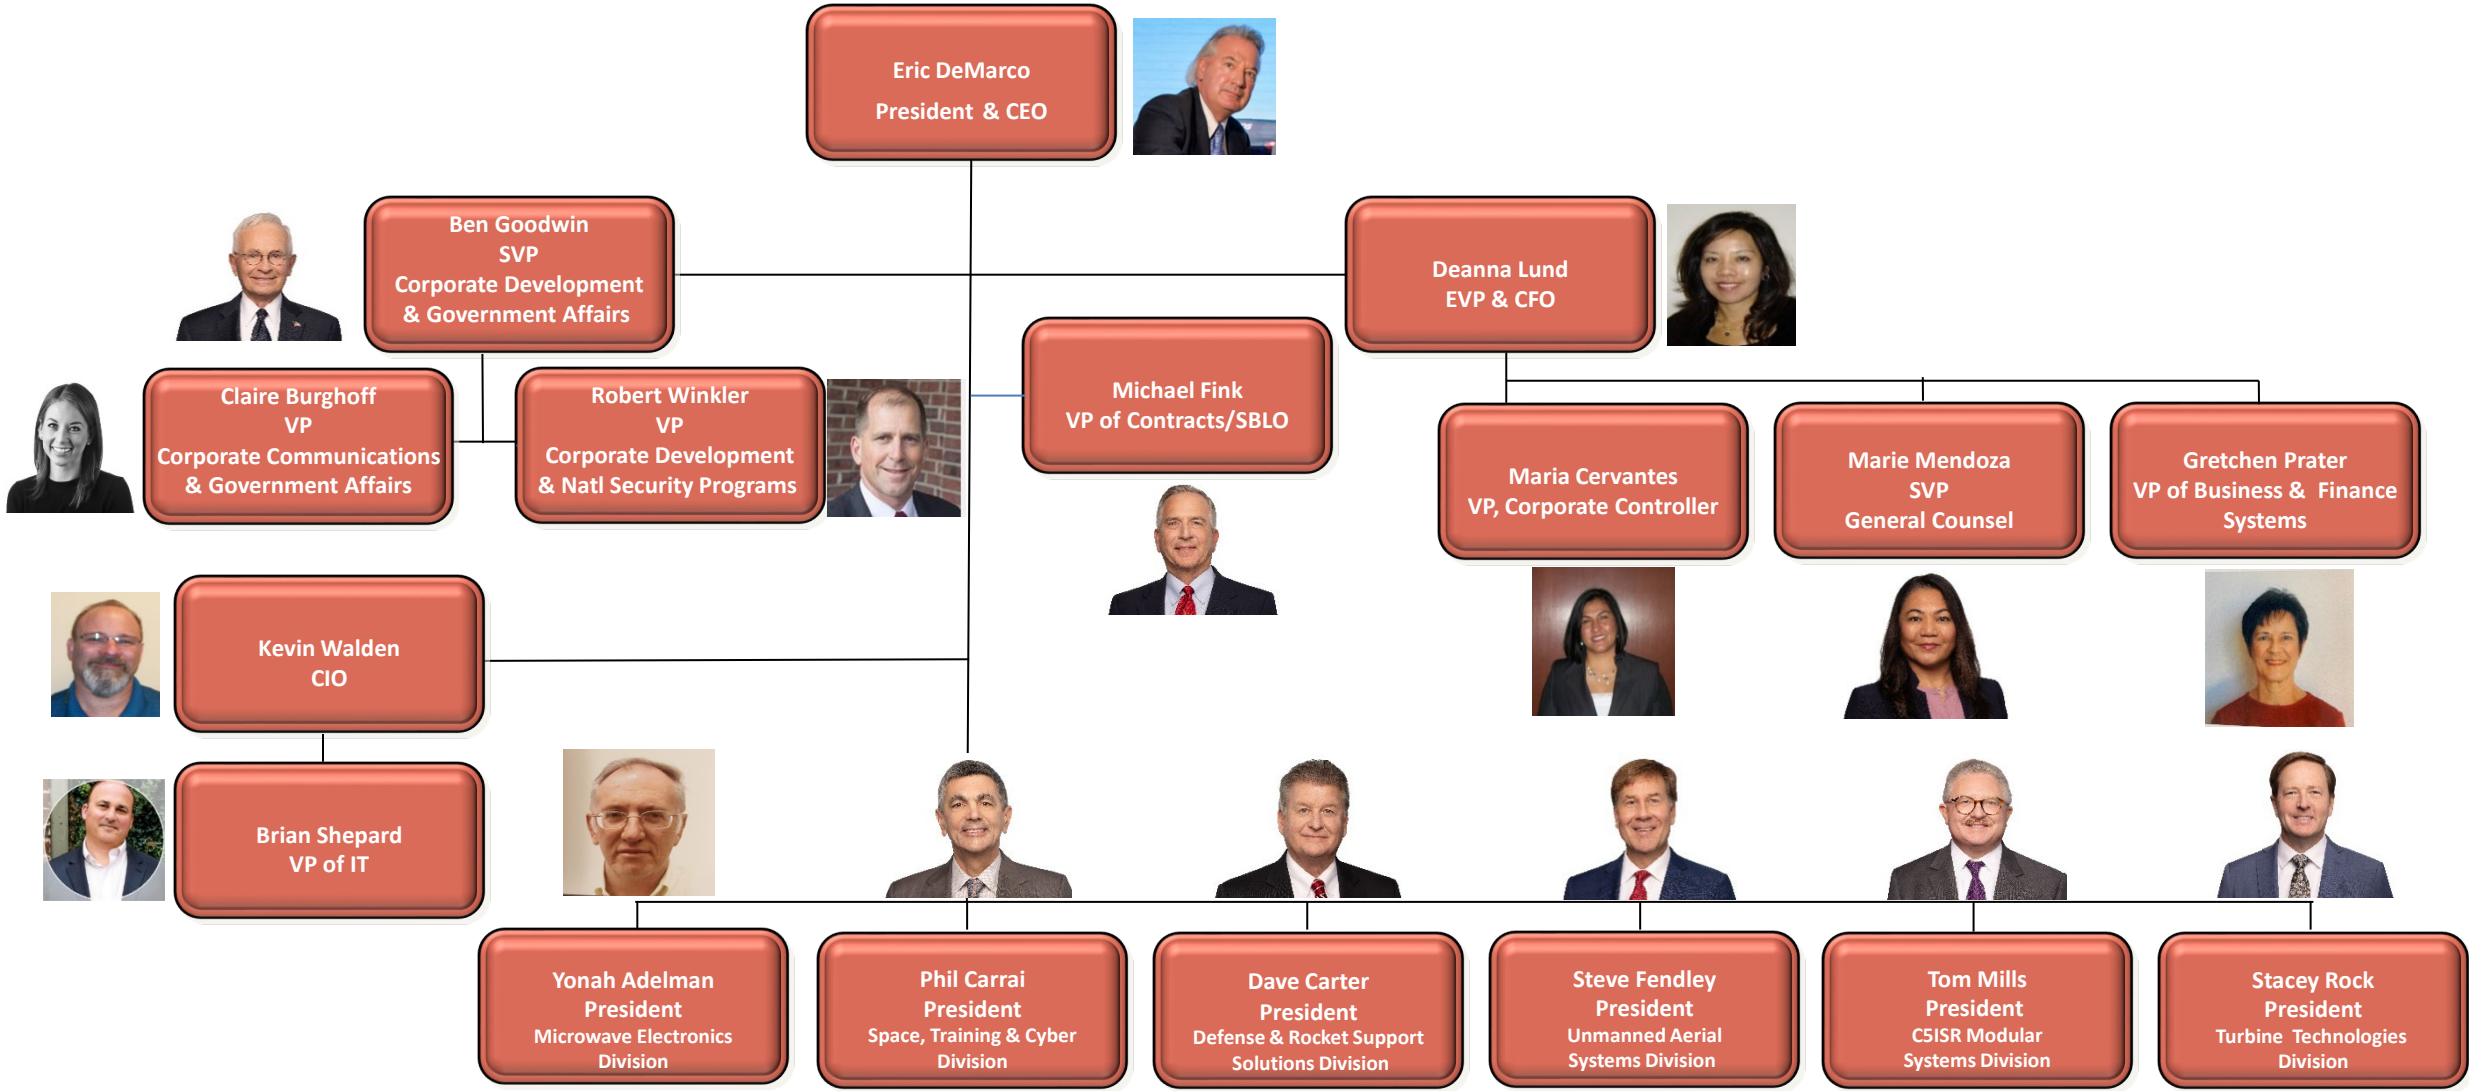 Eric DeMarco
President & CEO
Ben Goodwin
SVP
Corporate Development
& Government Affairs
Deanna Lund
EVP & CFO
Michael Fink
VP of Contracts/SBLO
Claire Burghoff
VP
Corporate Communications
& Government Affairs
Robert Winkler
VP
Corporate Development
& Natl Security Programs
Maria Cervantes
VP, Corporate Controller
Marie Mendoza
SVP
General Counsel
Gretchen Prater
VP of Business & Finance
Systems
Kevin Walden
CIO
Brian Shepard
VP of IT
Yonah Adelman
President
Microwave Electronics
Division
Phil Carrai
President
Space, Training & Cyber
Division
Dave Carter
President
Defense & Rocket Support
Solutions Division
Steve Fendley
President
Unmanned Aerial
Systems Division
Tom Mills
President
C5ISR Modular
Systems Division
Stacey Rock
President
Turbine Technologies
Division